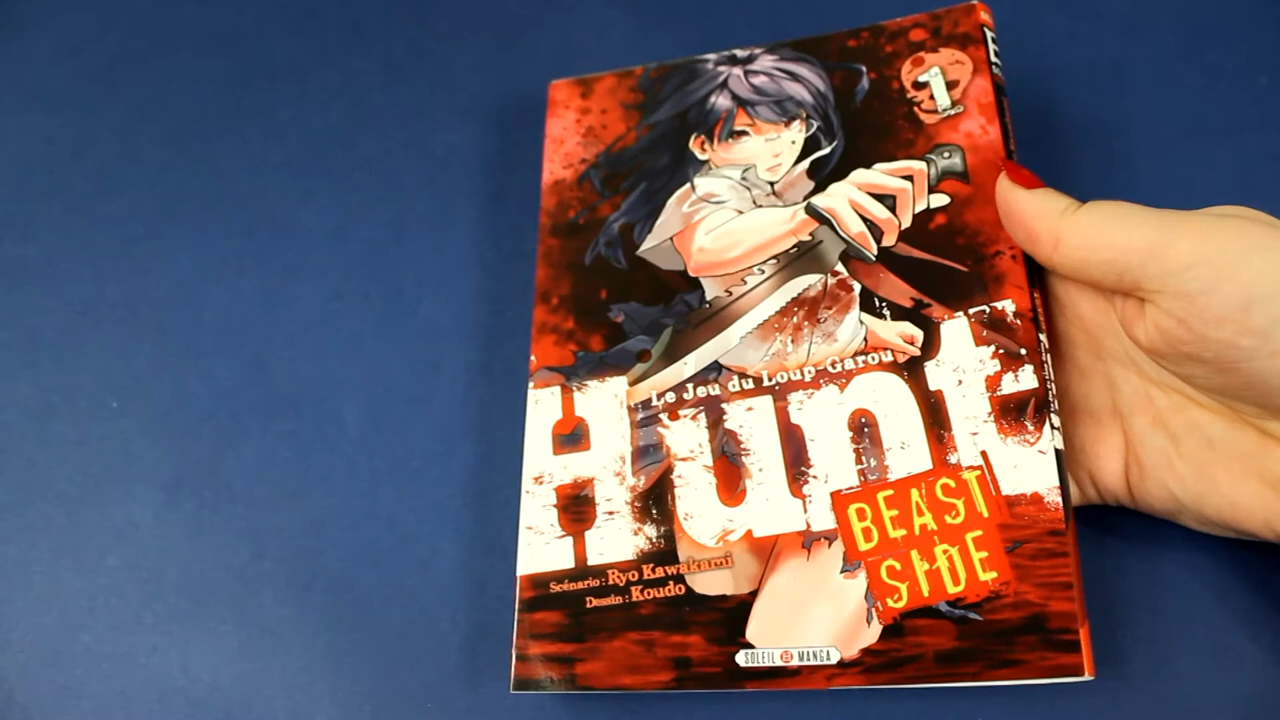 1
Le Jeu du Loup-Garou
Hunt
BEAST
SIDE
Scénario : Ryo Kawakami
Dessin : Koudo
SOLEIL MANGA